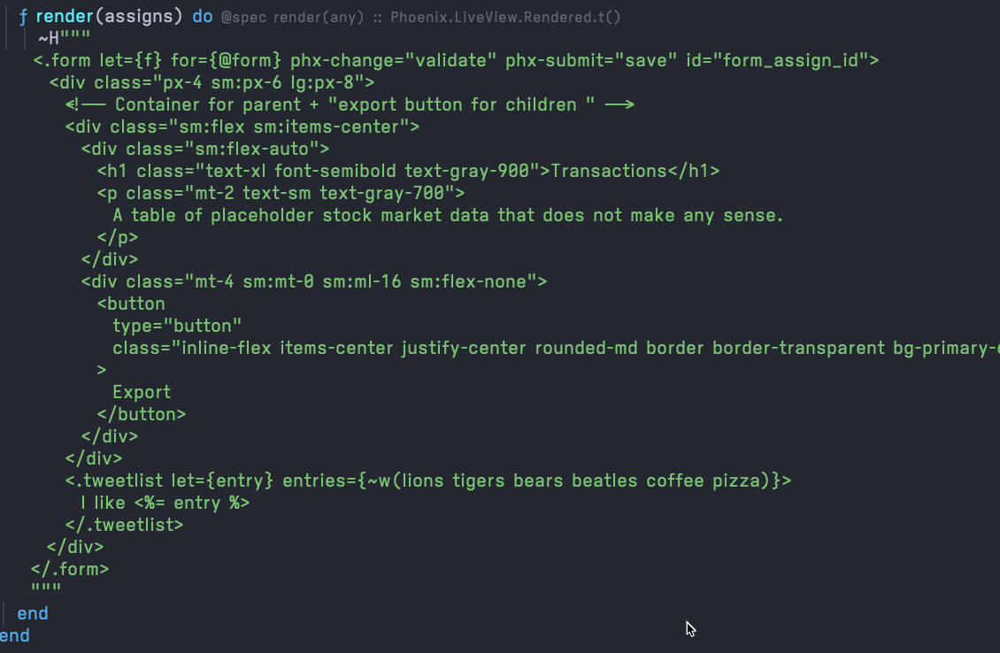 ƒ render(assigns) do @spec render(any) :: Phoenix.LiveView.Rendered.t()
~H"""
<.form let={f} for={@form} phx-change="validate" phx-submit="save" id="form_assign_id">
<div class="px-4 sm:px-6 lg:px-8">
<!-- Container for parent + "export button for children " -->
<div class="sm:flex sm:items-center">
<div class="sm:flex-auto">
<h1 class="text-xl font-semibold text-gray-900">Transactions</h1>
<p class="mt-2 text-sm text-gray-700">
A table of placeholder stock market data that does not make any sense.
</p>
</div>
<div class="mt-4 sm:mt-0 sm:ml-16 sm:flex-none">
<button
type="button"
class="inline-flex items-center justify-center rounded-md border border-transparent bg-primary-
>
Export
</button>
</div>
</div>
<.tweetlist let={entry} entries={~w(lions tigers bears beatles coffee pizza)}>
I like <%= entry %>
</.tweetlist>
</div>
</.form>
"""
end
end